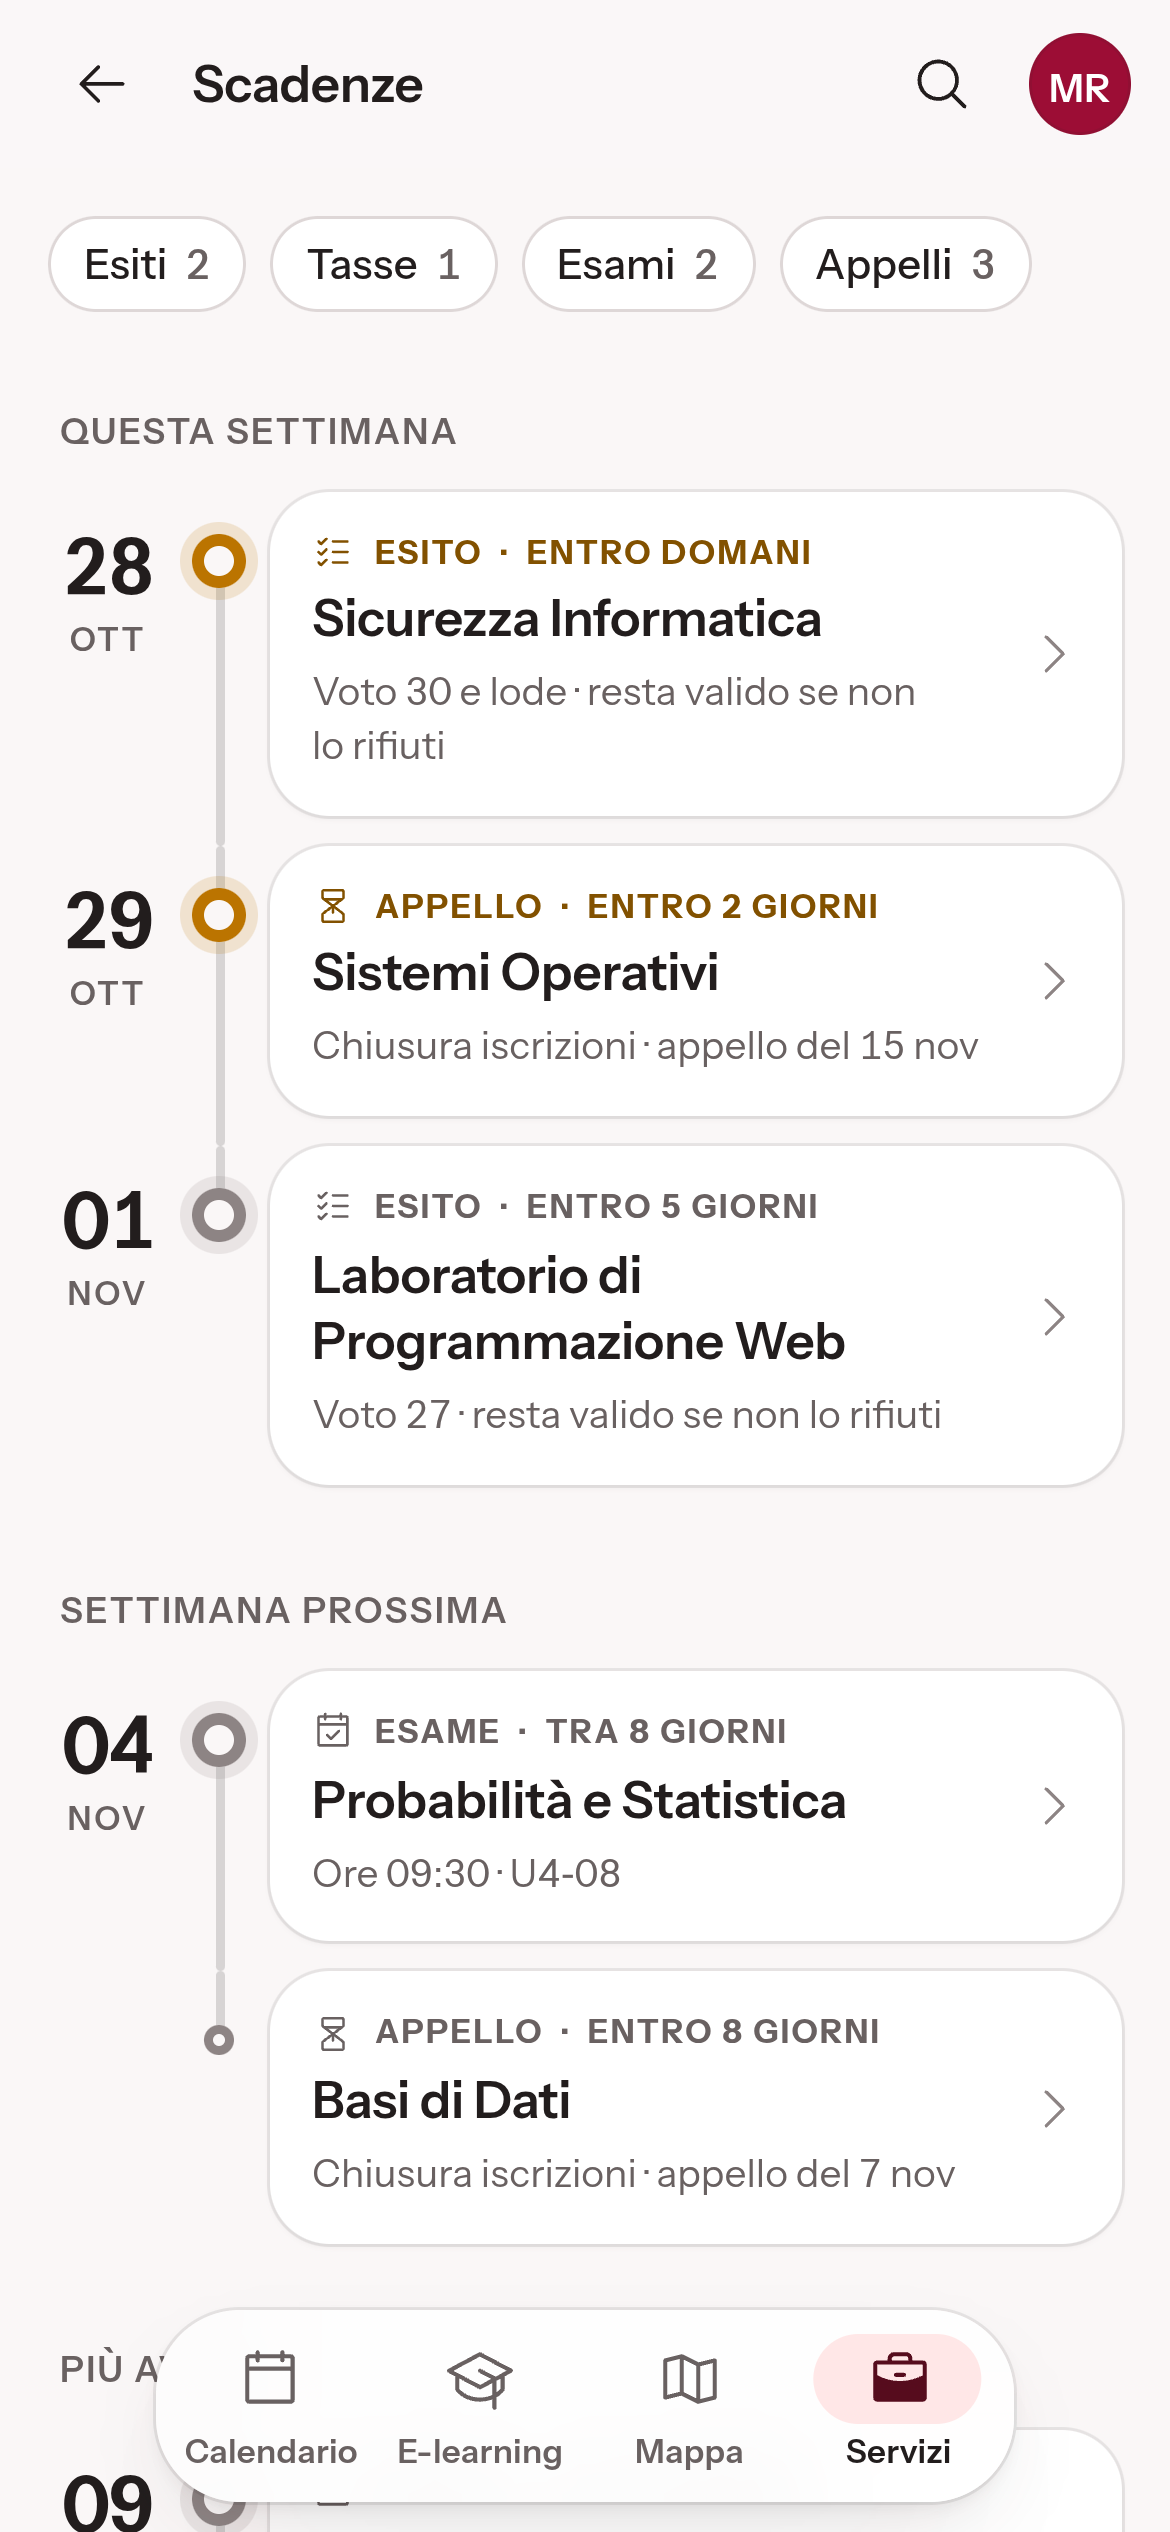 Scadenze
MR
Esiti 2
Tasse 1
Esami 2
Appelli 3
QUESTA SETTIMANA
28
OTT
ESITO · ENTRO DOMANI
Sicurezza Informatica
Voto 30 e lode · resta valido se non
lo rifiuti
29
OTT
APPELLO · ENTRO 2 GIORNI
Sistemi Operativi
Chiusura iscrizioni · appello del 15 nov
01
NOV
ESITO · ENTRO 5 GIORNI
Laboratorio di
Programmazione Web
Voto 27 · resta valido se non lo rifiuti
SETTIMANA PROSSIMA
04
NOV
ESAME · TRA 8 GIORNI
Probabilità e Statistica
Ore 09:30 · U4-08
APPELLO · ENTRO 8 GIORNI
Basi di Dati
Chiusura iscrizioni · appello del 7 nov
PIÙ
09
Calendario
E-learning
Mappa
Servizi